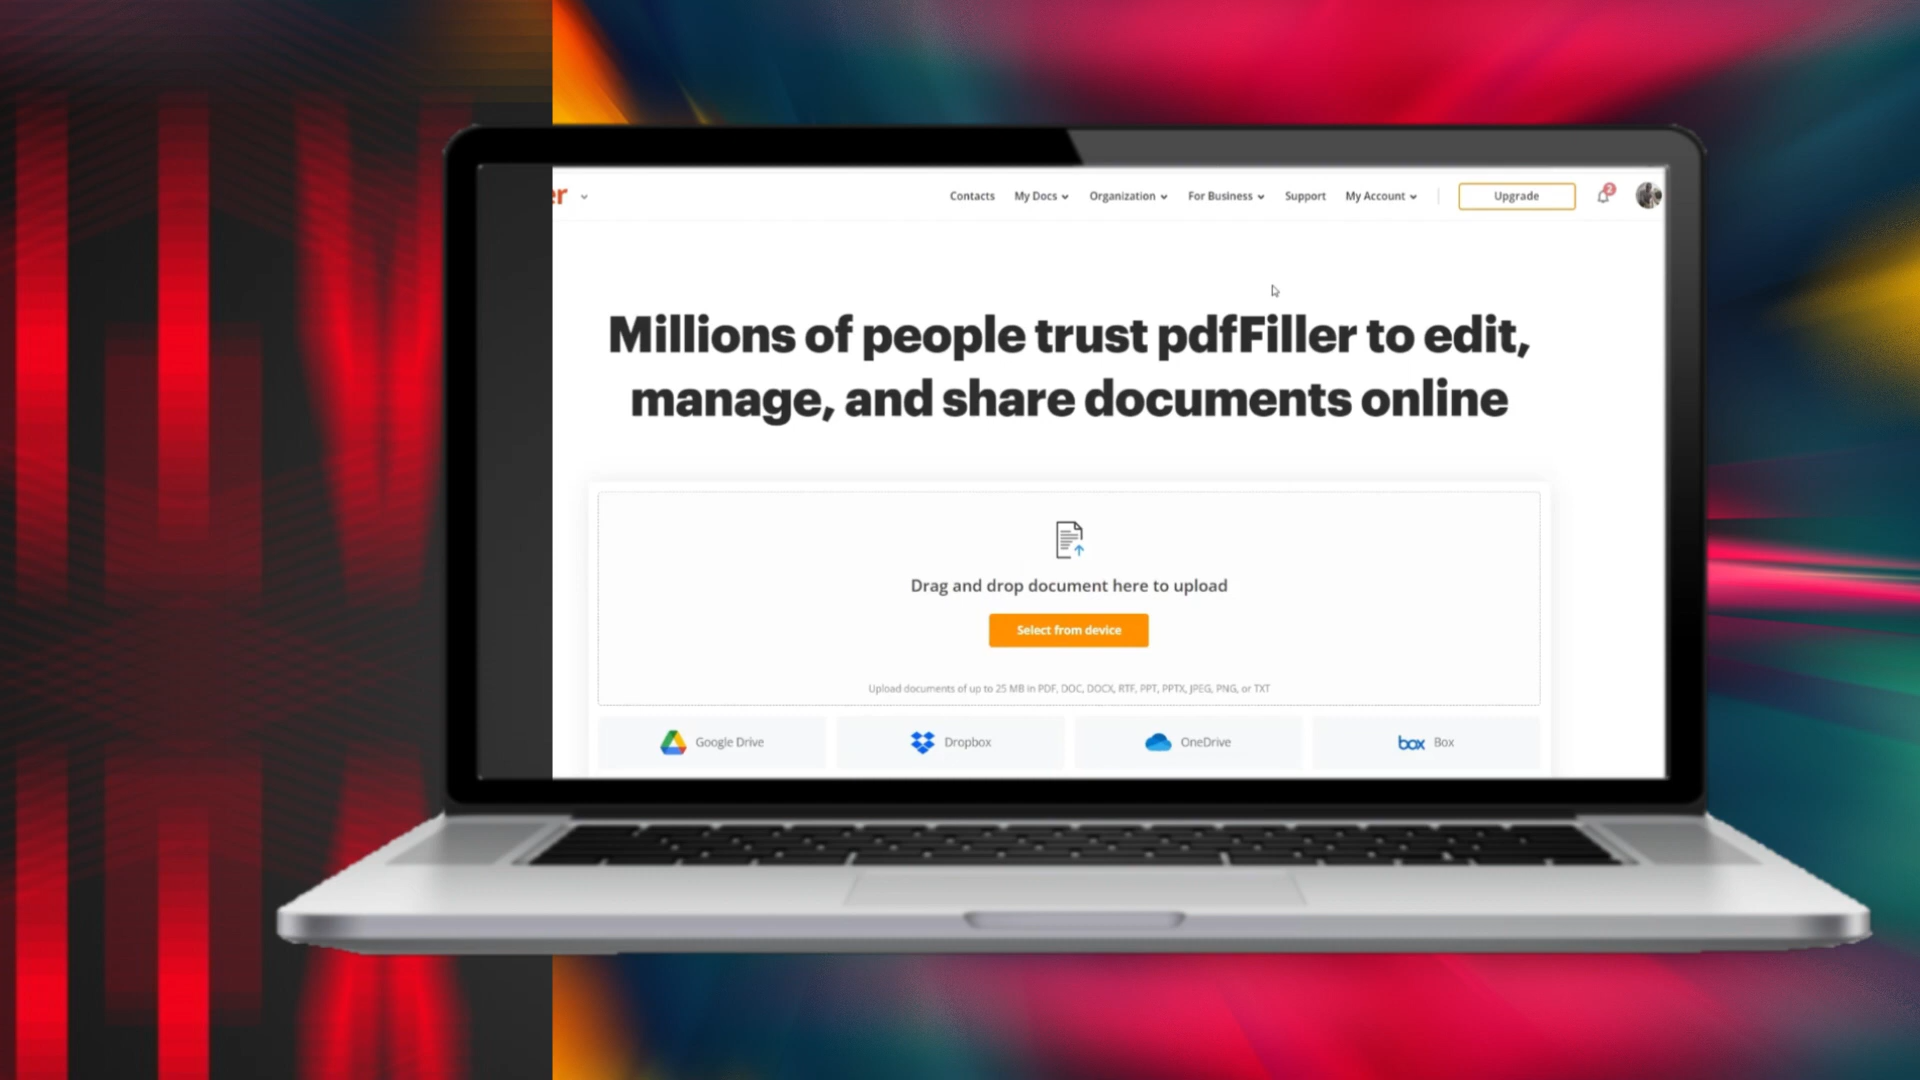 er
Contacts My Docs Organization For Business Support My Account Upgrade 2
Millions of people trust pdfFiller to edit,
manage, and share documents online
Drag and drop document here to upload
Select from device
Upload documents of up to 25 MB in PDF, DOC, DOCX, RTF, PPT, PPTX, JPEG, PNG, or TXT
Google Drive Dropbox OneDrive box Box